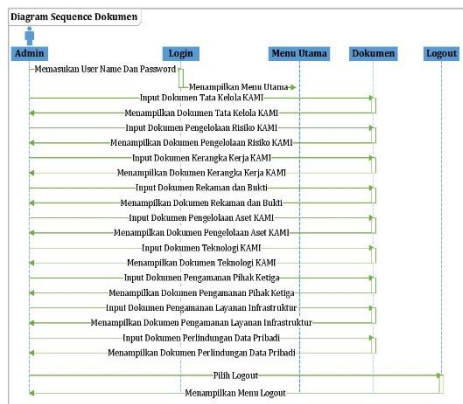 Diagram Sequence Dokumen
Admin
Login
Menu Utama
Dokumen
Logout
Memasukan User Name Dan Password
Menampilkan Menu Utama
Input Dokumen Tata Kelola KAMI
Menampilkan Dokumen Tata Kelola KAMI
Input Dokumen Pengelolaan Risiko KAMI
Menampilkan Dokumen Pengelolaan Risiko KAMI
Input Dokumen Kerangka Kerja KAMI
Menampilkan Dokumen Kerangka Kerja KAMI
Input Dokumen Rekaman dan Bukti
Menampilkan Dokumen Rekaman dan Bukti
Input Dokumen Pengelolaan Aset KAMI
Menampilkan Dokumen Pengelolaan Aset KAMI
Input Dokumen Teknologi KAMI
Menampilkan Dokumen Teknologi KAMI
Input Dokumen Pengamanan Pihak Ketiga
Menampilkan Dokumen Pengamanan Pihak Ketiga
Input Dokumen Pengamanan Layanan Infrastruktur
Menampilkan Dokumen Pengamanan Layanan Infrastruktur
Input Dokumen Perlindungan Data Pribadi
Menampilkan Dokumen Perlindungan Data Pribadi
Pilih Logout
Menampilkan Menu Logout